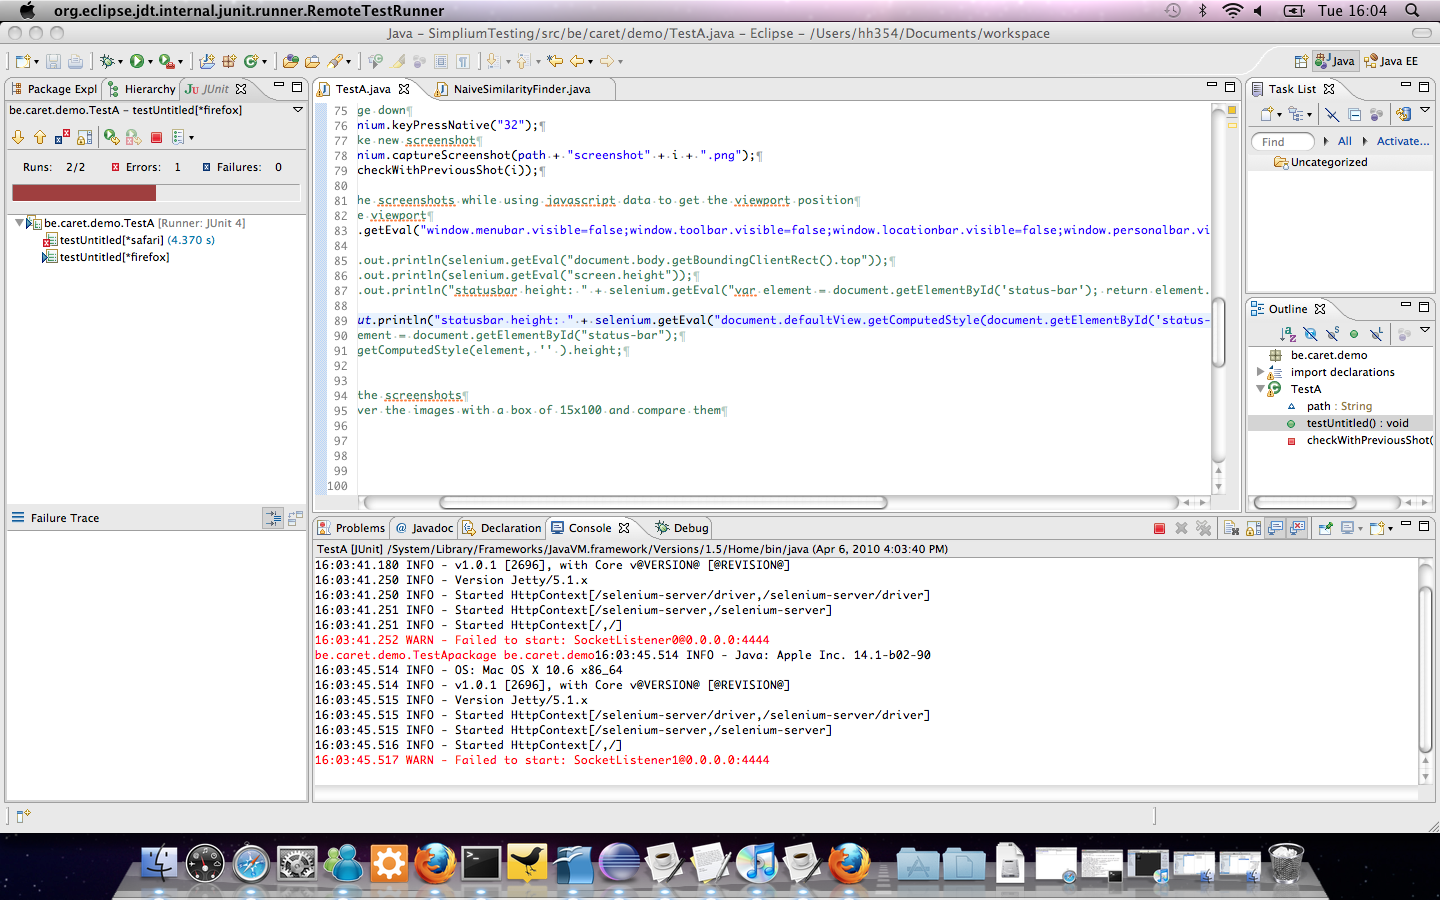 org.eclipse.jdt.internal.junit.runner.RemoteTestRunner
Tue 16:04
Java – SimpliumTesting/src/be/caret/demo/TestA.java – Eclipse – /Users/hh354/Documents/workspace
Java
Java EE
Package Expl
Hierarchy
JU JUnit
be.caret.demo.TestA – testUntitled[*firefox]
Runs: 2/2
Errors: 1
Failures: 0
be.caret.demo.TestA [Runner: JUnit 4]
testUntitled[*safari] (4.370 s)
testUntitled[*firefox]
Failure Trace
TestA.java
NaiveSimilarityFinder.java
75 ge·down¶
76 nium.keyPressNative("32");¶
77 ke·new·screenshot¶
78 nium.captureScreenshot(path·+·"screenshot"·+·i·+·".png");¶
79 checkWithPreviousShot(i));¶
80
81 he·screenshots·while·using·javascript·data·to·get·the·viewport·position¶
82 e·viewport¶
83 .getEval("window.menubar.visible=false;window.toolbar.visible=false;window.locationbar.visible=false;window.personalbar.vi
84
85 .out.println(selenium.getEval("document.body.getBoundingClientRect().top"));¶
86 .out.println(selenium.getEval("screen.height"));¶
87 .out.println("statusbar·height:·"·+·selenium.getEval("var·element·=·document.getElementById('status-bar');·return·element.
88
89 ut.println("statusbar·height:·"·+·selenium.getEval("document.defaultView.getComputedStyle(document.getElementById('status-
90 ement·=·document.getElementById("status-bar");¶
91 getComputedStyle(element,·''·).height;¶
92
93
94 the·screenshots¶
95 ver·the·images·with·a·box·of·15x100·and·compare·them¶
96
97
98
99
100
Task List
Find
All
Activate...
Uncategorized
Outline
be.caret.demo
import declarations
TestA
path : String
testUntitled() : void
checkWithPreviousShot(
Problems
@ Javadoc
Declaration
Console
Debug
TestA [JUnit] /System/Library/Frameworks/JavaVM.framework/Versions/1.5/Home/bin/java (Apr 6, 2010 4:03:40 PM)
16:03:41.180 INFO - v1.0.1 [2696], with Core v@VERSION@ [@REVISION@]
16:03:41.250 INFO - Version Jetty/5.1.x
16:03:41.250 INFO - Started HttpContext[/selenium-server/driver,/selenium-server/driver]
16:03:41.251 INFO - Started HttpContext[/selenium-server,/selenium-server]
16:03:41.251 INFO - Started HttpContext[/,/]
16:03:41.252 WARN - Failed to start: SocketListener0@0.0.0.0:4444
be.caret.demo.TestApackage be.caret.demo16:03:45.514 INFO - Java: Apple Inc. 14.1-b02-90
16:03:45.514 INFO - OS: Mac OS X 10.6 x86_64
16:03:45.514 INFO - v1.0.1 [2696], with Core v@VERSION@ [@REVISION@]
16:03:45.515 INFO - Version Jetty/5.1.x
16:03:45.515 INFO - Started HttpContext[/selenium-server/driver,/selenium-server/driver]
16:03:45.515 INFO - Started HttpContext[/selenium-server,/selenium-server]
16:03:45.516 INFO - Started HttpContext[/,/]
16:03:45.517 WARN - Failed to start: SocketListener1@0.0.0.0:4444